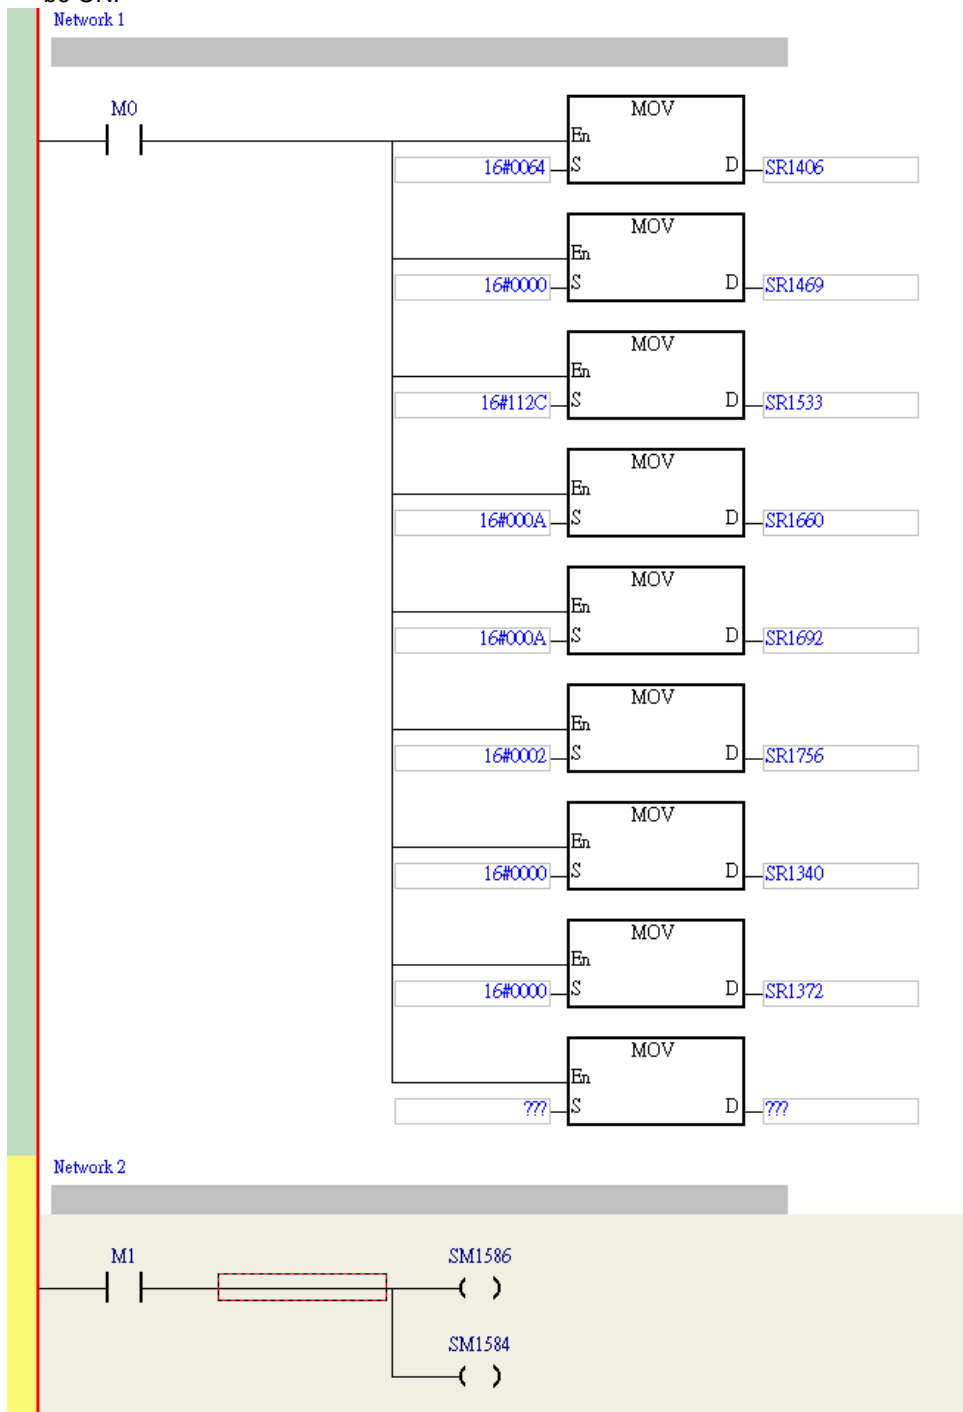 Network 1
M0
MOV
En
16#0064 S D SR1406
MOV
En
16#0000 S D SR1469
MOV
En
16#112C S D SR1533
MOV
En
16#000A S D SR1660
MOV
En
16#000A S D SR1692
MOV
En
16#0002 S D SR1756
MOV
En
16#0000 S D SR1340
MOV
En
16#0000 S D SR1372
MOV
En
??? S D ???
Network 2
M1 SM1586
( )
SM1584
( )